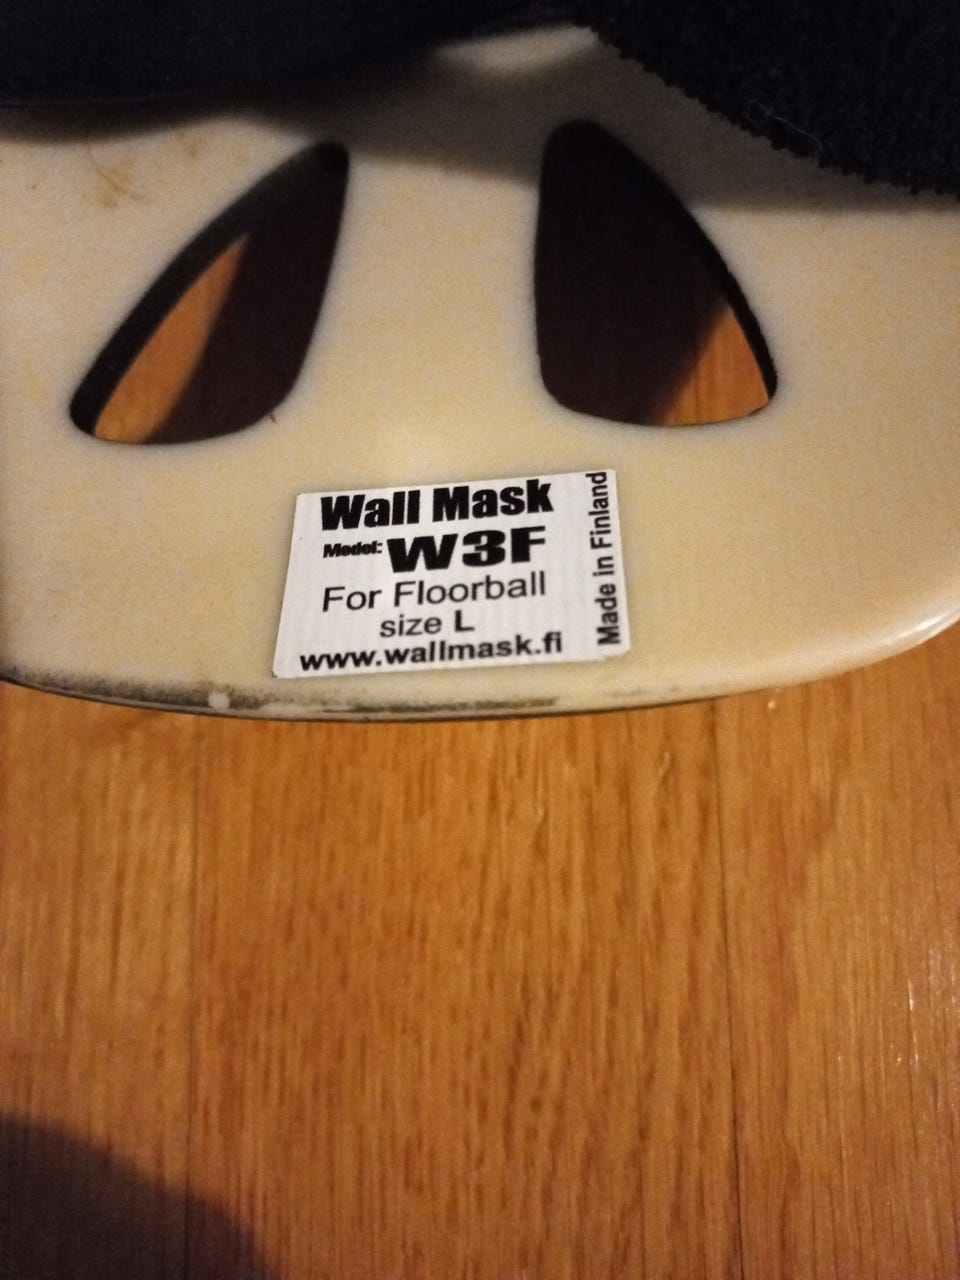 Wall Mask
Model: W3F
For Floorball
size L
www.wallmask.fi
Made in Finland